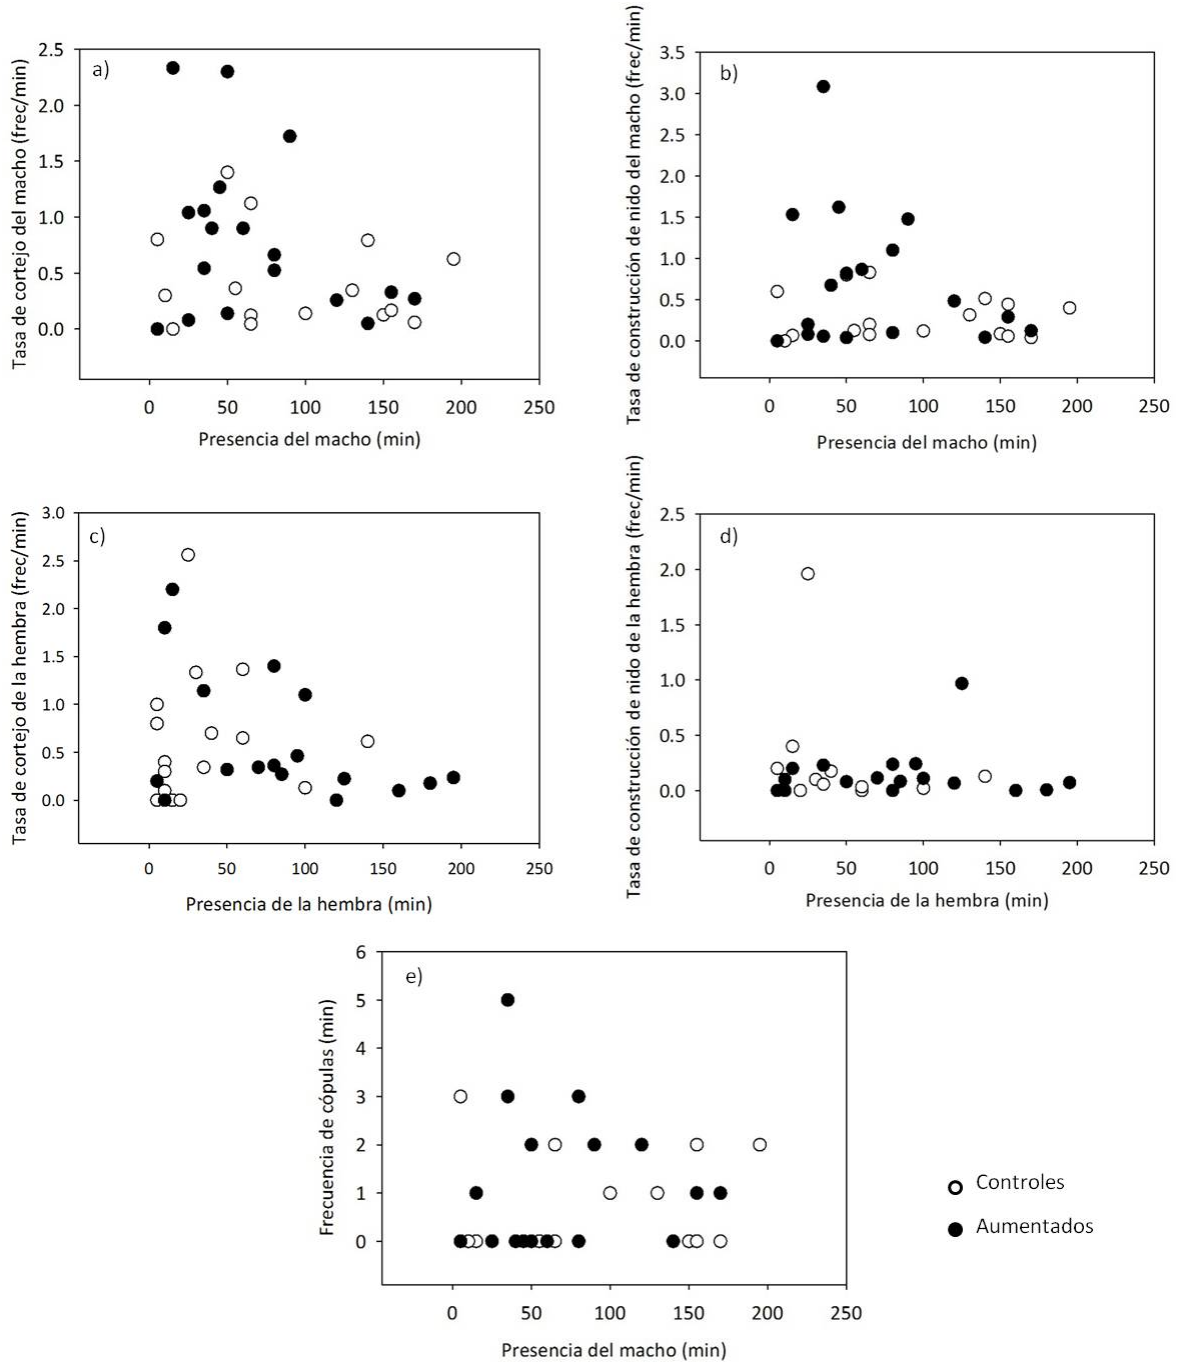 a)
Tasa de cortejo del macho (frec/min)
2.5
2.0
1.5
1.0
0.5
0.0
0 50 100 150 200 250
Presencia del macho (min)
b)
Tasa de construcción de nido del macho (frec/min)
3.5
3.0
2.5
2.0
1.5
1.0
0.5
0.0
0 50 100 150 200 250
Presencia del macho (min)
c)
Tasa de cortejo de la hembra (frec/min)
3.0
2.5
2.0
1.5
1.0
0.5
0.0
0 50 100 150 200 250
Presencia de la hembra (min)
d)
Tasa de construcción de nido de la hembra (frec/min)
2.5
2.0
1.5
1.0
0.5
0.0
0 50 100 150 200 250
Presencia de la hembra (min)
e)
Frecuencia de cópulas (min)
6
5
4
3
2
1
0
0 50 100 150 200 250
Presencia del macho (min)
Controles
Aumentados